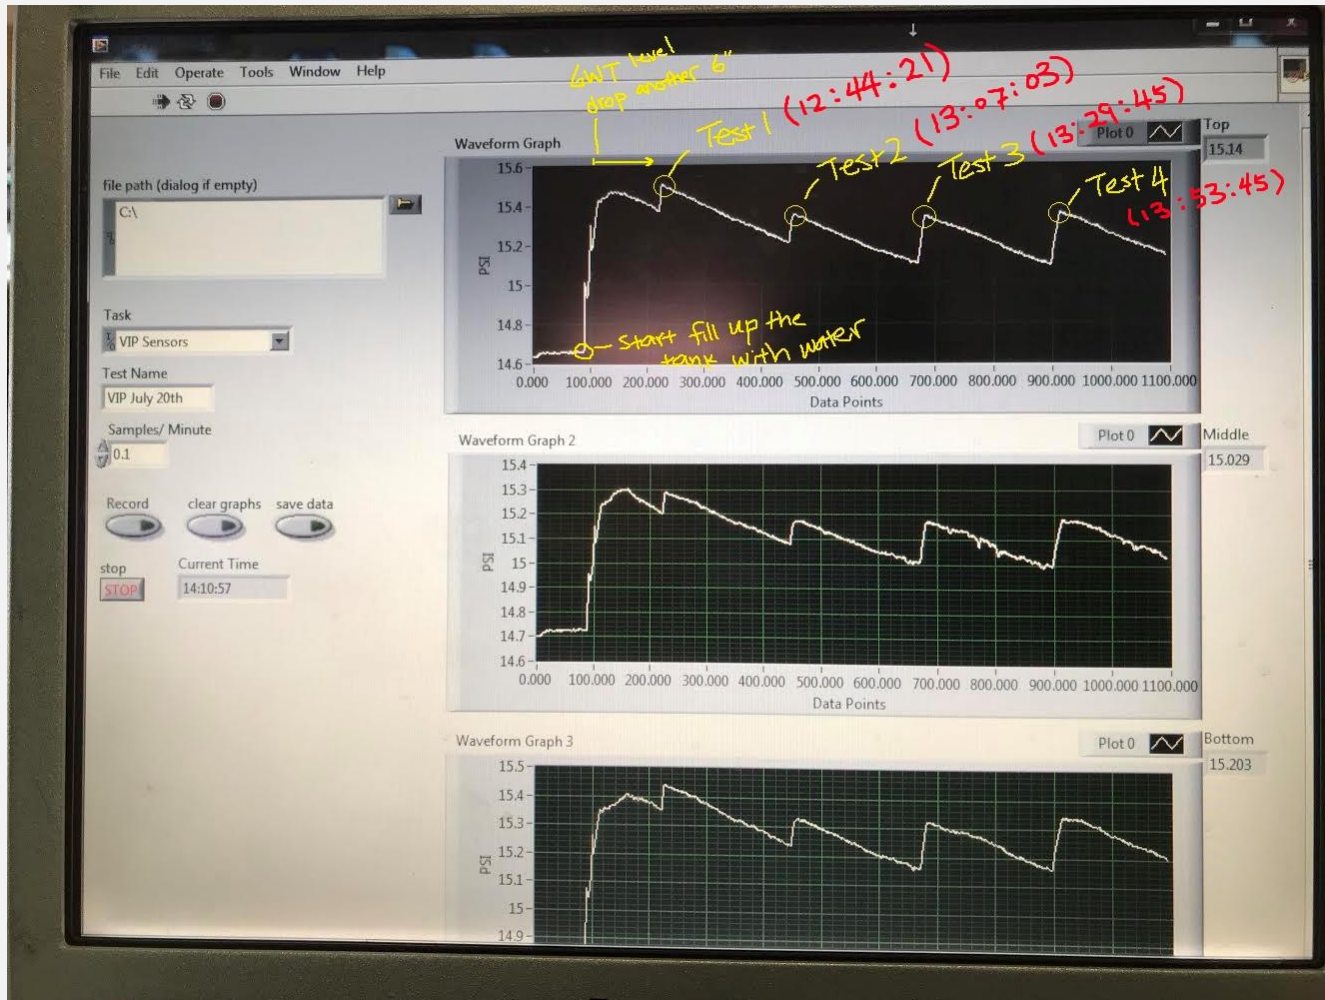 File Edit Operate Tools Window Help
GWT level
drop another 6"
Test 1 (12:44:21)
Test 2 (13:07:03)
Test 3 (13:29:45)
Test 4
(13:53:45)
Start fill up the
tank with water
file path (dialog if empty)
C:\
Task
VIP Sensors
Test Name
VIP July 20th
Samples/ Minute
0.1
Record clear graphs save data
stop Current Time
STOP 14:10:57
Waveform Graph
Plot 0
Top
15.14
15.6
15.4
15.2
15
14.8
14.6
PSI
0.000 100.000 200.000 300.000 400.000 500.000 600.000 700.000 800.000 900.000 1000.000 1100.000
Data Points
Waveform Graph 2
Plot 0
Middle
15.029
15.4
15.3
15.2
15.1
15
14.9
14.8
14.7
14.6
PSI
0.000 100.000 200.000 300.000 400.000 500.000 600.000 700.000 800.000 900.000 1000.000 1100.000
Data Points
Waveform Graph 3
Plot 0
Bottom
15.203
15.5
15.4
15.3
15.2
15.1
15
14.9
PSI